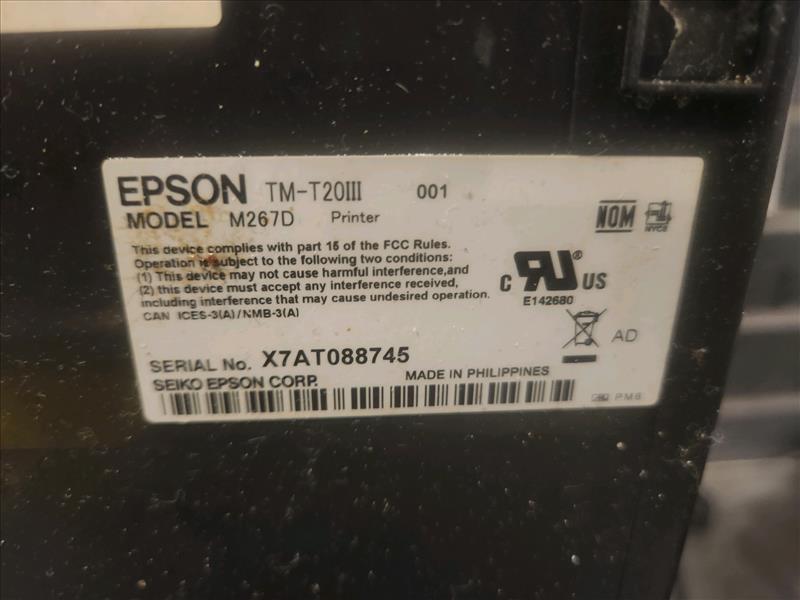 EPSON TM-T20III 001
MODEL M267D Printer
NOM
NYCE
This device complies with part 15 of the FCC Rules.
Operation is subject to the following two conditions:
(1) This device may not cause harmful interference,and
(2) this device must accept any interference received,
including interference that may cause undesired operation.
CAN ICES-3(A)/NMB-3(A)
C RU ® US
E142680
AD
SERIAL No. X7AT088745
SEIKO EPSON CORP. MADE IN PHILIPPINES